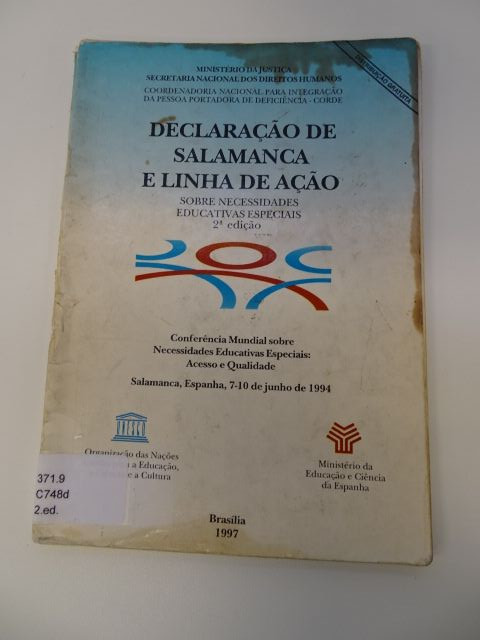 MINISTÉRIO DA JUSTIÇA
SECRETARIA NACIONAL DOS DIREITOS HUMANOS
COORDENADORIA NACIONAL PARA INTEGRAÇÃO
DA PESSOA PORTADORA DE DEFICIÊNCIA - CORDE
DISTRIBUIÇÃO GRATUITA
DECLARAÇÃO DE
SALAMANCA
E LINHA DE AÇÃO
SOBRE NECESSIDADES
EDUCATIVAS ESPECIAIS
2ª edição
Conferência Mundial sobre
Necessidades Educativas Especiais:
Acesso e Qualidade
Salamanca, Espanha, 7-10 de junho de 1994
UNESCO
Organização das Nações
a Educação,
e a Cultura
Ministério da
Educação e Ciência
da Espanha
371.9
C748d
2.ed.
Brasília
1997